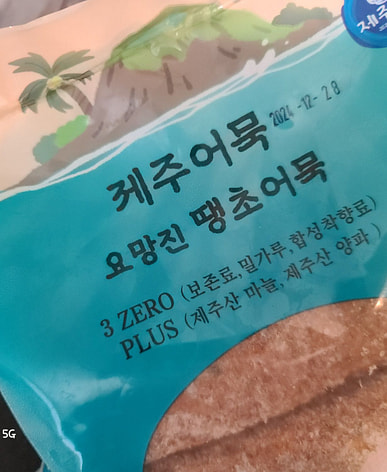 제주
2024-12-28
제주어묵
요망진 땡초어묵
3 ZERO (보존료,밀가루,합성착향료)
PLUS (제주산 마늘, 제주산 양파)
5G